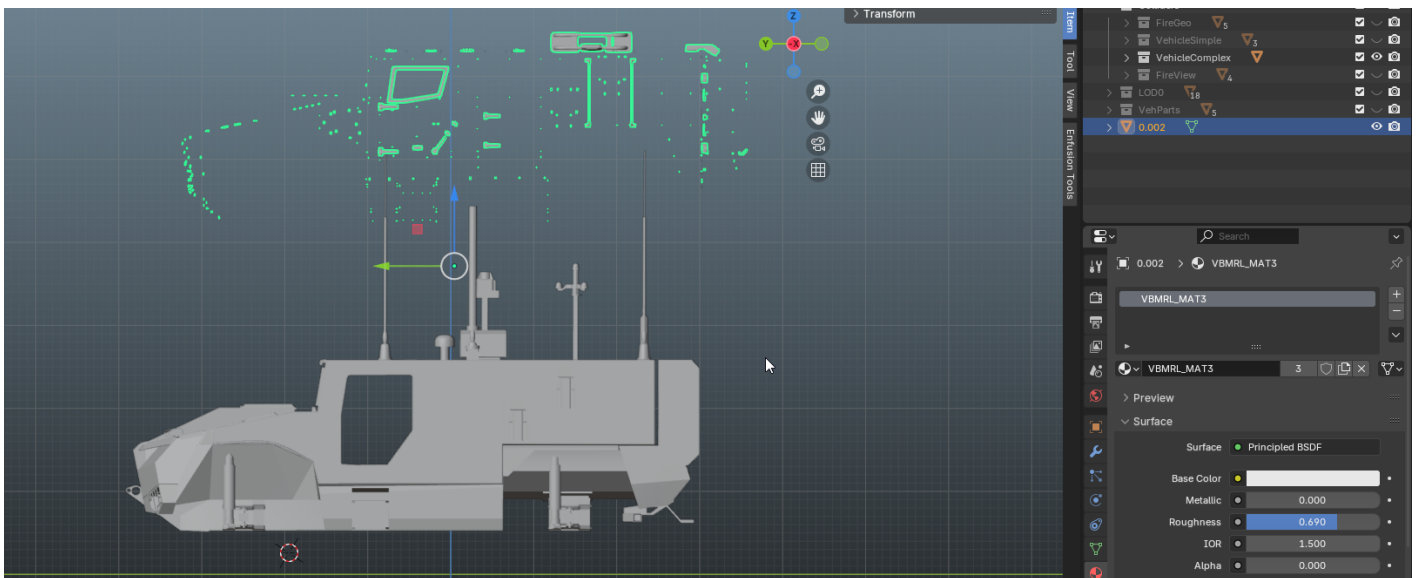 Transform
Z
Y
-X
Item
Tool
View
Enfusion Tools
FireGeo 5
VehicleSimple 3
VehicleComplex
FireView 4
LOD0 18
VehParts 5
0.002
Search
0.002 > VBMRL_MAT3
VBMRL_MAT3
VBMRL_MAT3 3
Preview
Surface
Surface Principled BSDF
Base Color
Metallic 0.000
Roughness 0.690
IOR 1.500
Alpha 0.000